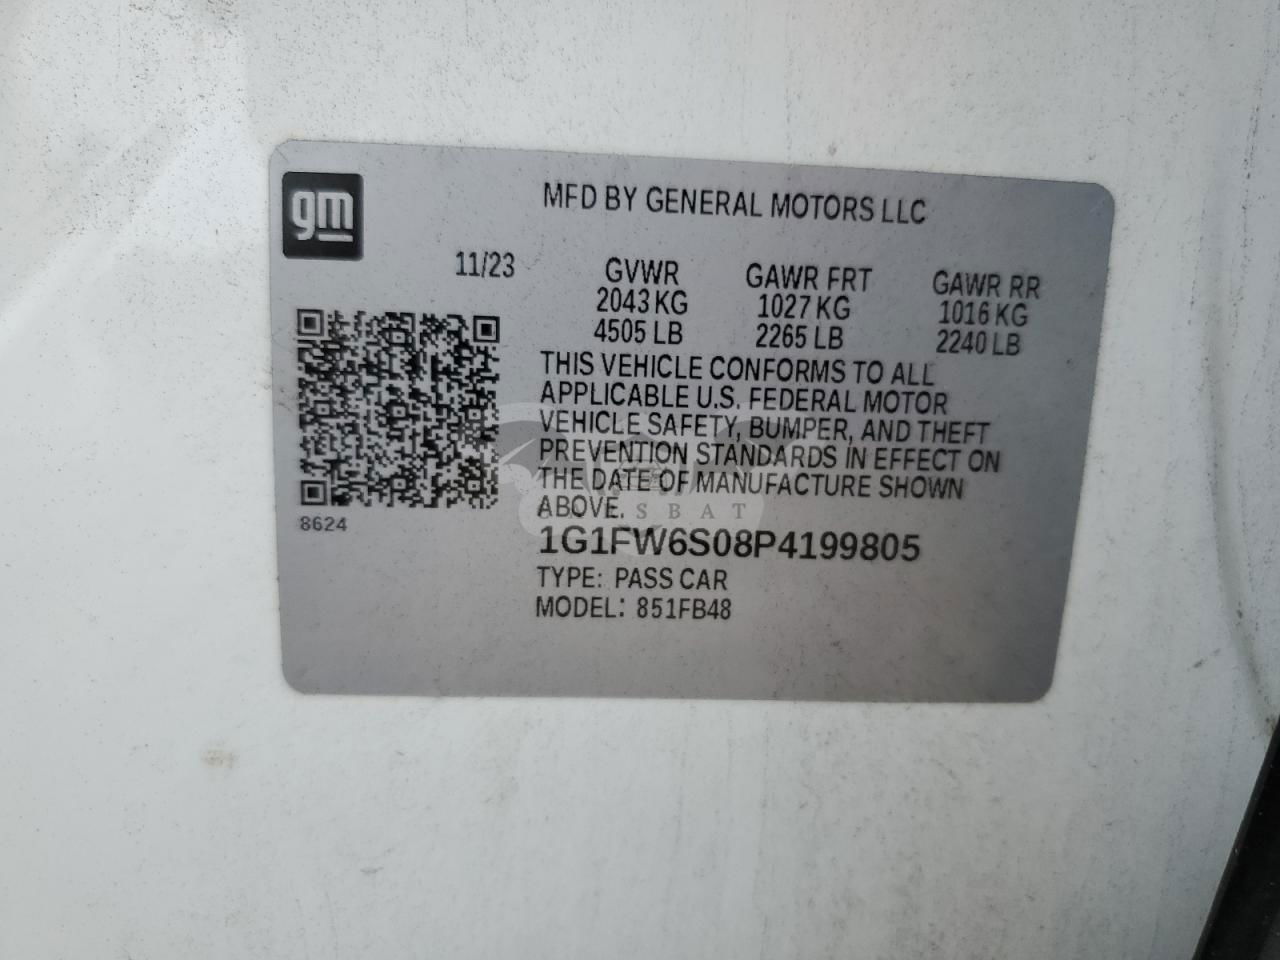 gm
MFD BY GENERAL MOTORS LLC
11/23 GVWR GAWR FRT GAWR RR
2043 KG 1027 KG 1016 KG
4505 LB 2265 LB 2240 LB
THIS VEHICLE CONFORMS TO ALL
APPLICABLE U.S. FEDERAL MOTOR
VEHICLE SAFETY, BUMPER, AND THEFT
PREVENTION STANDARDS IN EFFECT ON
THE DATE OF MANUFACTURE SHOWN
ABOVE.
8624
1G1FW6S08P4199805
TYPE: PASS CAR
MODEL: 851FB48